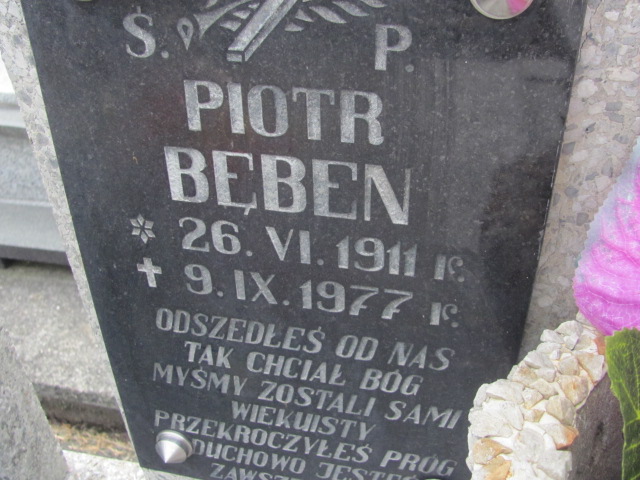 Ś. P.
PIOTR
BĘBEN
* 26. VI. 1911 r.
✝ 9. IX. 1977 r.
ODSZEDŁEŚ OD NAS
TAK CHCIAŁ BÓG
MYŚMY ZOSTALI SAMI
WIEKUISTY
PRZEKROCZYŁEŚ PRÓG
DUCHOWO JESTEŚ